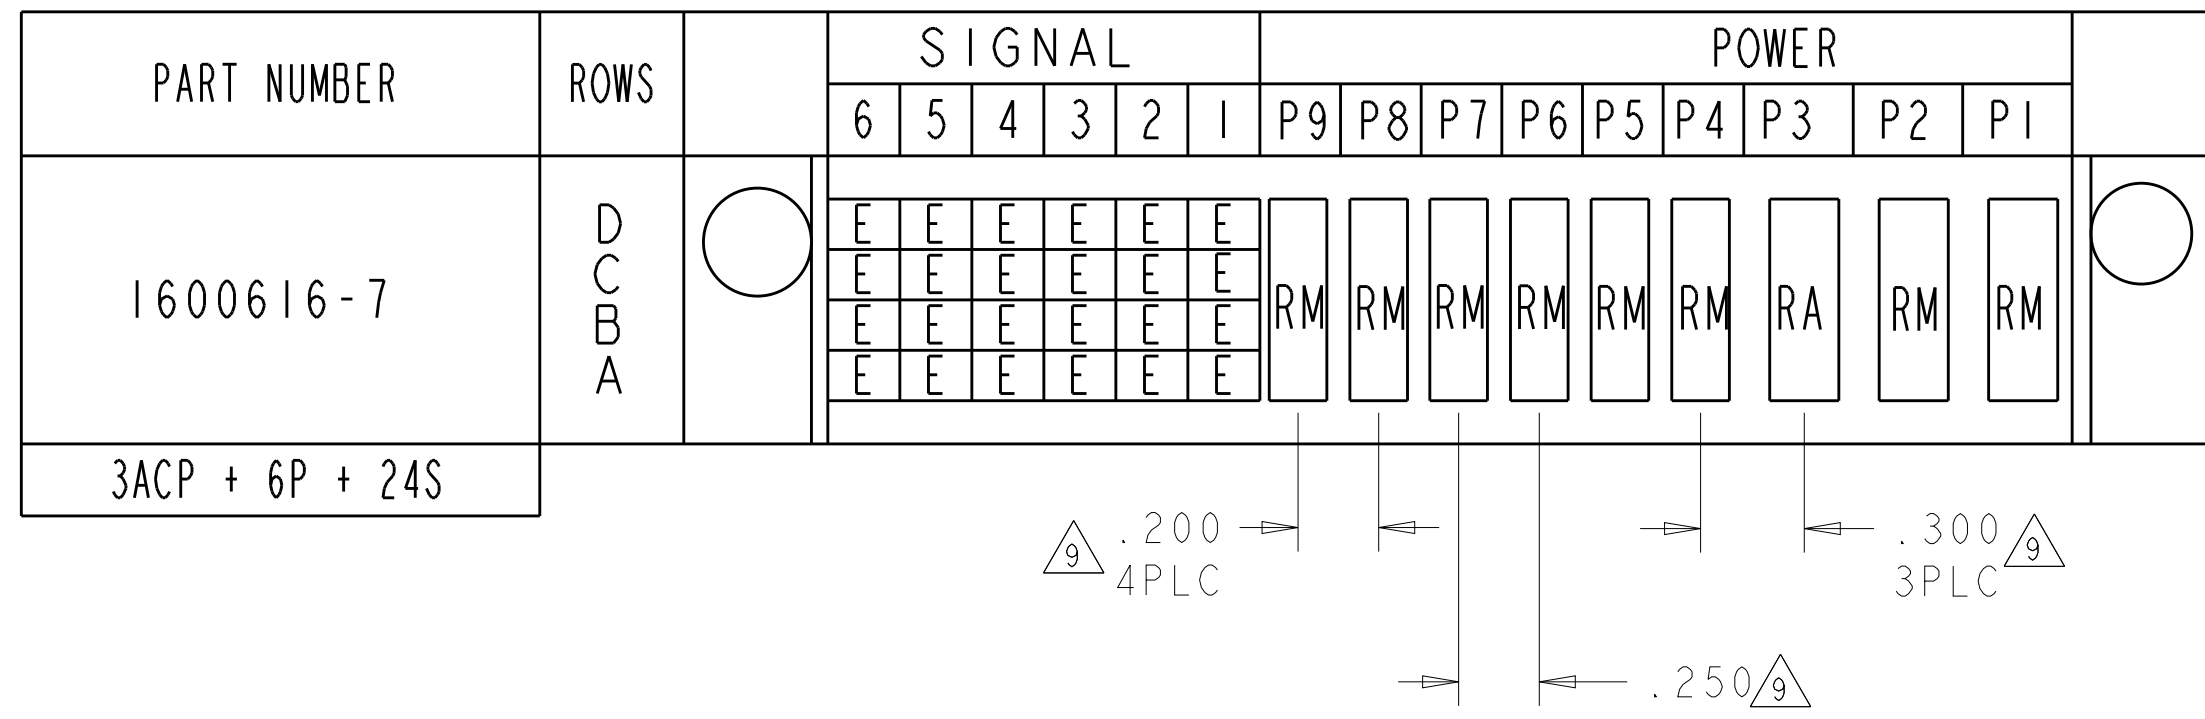 PART NUMBER ROWS SIGNAL POWER
6 5 4 3 2 1 P9 P8 P7 P6 P5 P4 P3 P2 P1
1600616-7
D E E E E E E
C E E E E E E
B E E E E E E
A E E E E E E
RM RM RM RM RM RM RA RM RM
3ACP + 6P + 24S
9 .200
4PLC
.300 9
3PLC
.250 9